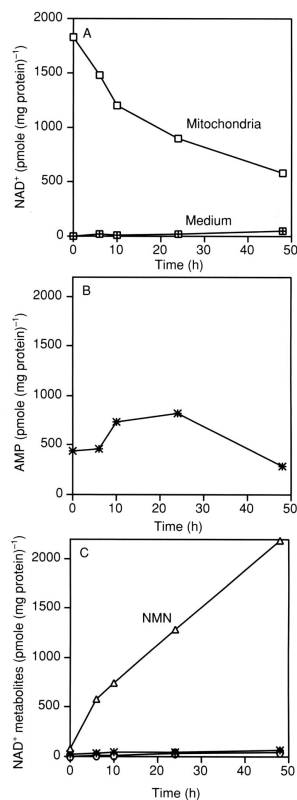 A
NAD⁺ (pmole (mg protein)⁻¹)
2000
1500
1000
500
0
Mitochondria
Medium
0 10 20 30 40 50
Time (h)
B
AMP (pmole (mg protein)⁻¹)
2000
1500
1000
500
0
0 10 20 30 40 50
Time (h)
C
NAD⁺ metabolites (pmole (mg protein)⁻¹)
2000
1500
1000
500
0
NMN
0 10 20 30 40 50
Time (h)